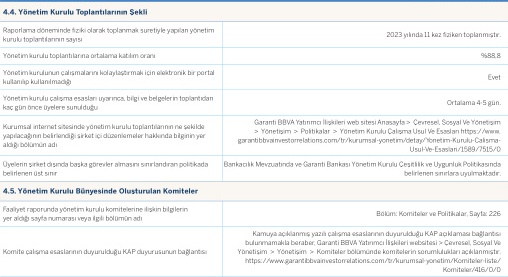 4.4. Yönetim Kurulu Toplantılarının Şekli
Raporlama döneminde fiziki olarak toplanmak suretiyle yapılan yönetim
kurulu toplantılarının sayısı
2023 yılında 11 kez fiziken toplanmıştır.
Yönetim kurulu toplantılarına ortalama katılım oranı
%88,8
Yönetim kurulunun çalışmalarını kolaylaştırmak için elektronik bir portal
kullanılıp kullanılmadığı
Evet
Yönetim kurulu çalışma esasları uyarınca, bilgi ve belgelerin toplantıdan
kaç gün önce üyelere sunulduğu
Ortalama 4-5 gün.
Kurumsal internet sitesinde yönetim kurulu toplantılarının ne şekilde
yapılacağının belirlendiği şirket içi düzenlemeler hakkında bilginin yer
aldığı bölümün adı
Garanti BBVA Yatırımcı İlişkileri web sitesi Anasayfa > Çevresel, Sosyal Ve Yönetişim
> Yönetişim > Politikalar > Yönetim Kurulu Çalışma Usul Ve Esasları https://www.
garantibbvainvestorrelations.com/tr/kurumsal-yonetim/detay/Yonetim-Kurulu-Calisma-
Usul-Ve-Esaslari/1589/7515/0
Üyelerin şirket dışında başka görevler almasını sınırlandıran politikada
belirlenen üst sınır
Bankacılık Mevzuatında ve Garanti Bankası Yönetim Kurulu Çeşitlilik ve Uygunluk Politikasında
belirlenen sınırlara uyulmaktadır.
4.5. Yönetim Kurulu Bünyesinde Oluşturulan Komiteler
Faaliyet raporunda yönetim kurulu komitelerine ilişkin bilgilerin
yer aldığı sayfa numarası veya ilgili bölümün adı
Bölüm: Komiteler ve Politikalar, Sayfa: 226
Komite çalışma esaslarının duyurulduğu KAP duyurusunun bağlantısı
Kamuya açıklanmış yazılı çalışma esaslarının duyurulduğu KAP açıklaması bağlantısı
bulunmamakla beraber, Garanti BBVA Yatırımcı İlişkileri websitesi > Çevresel, Sosyal Ve
Yönetişim > Yönetişim > Komiteler bölümünde komitelerin sorumlulukları açıklanmıştır.
https://www.garantibbvainvestorrelations.com/tr/kurumsal-yonetim/Komiteler-liste/
Komiteler/416/0/0